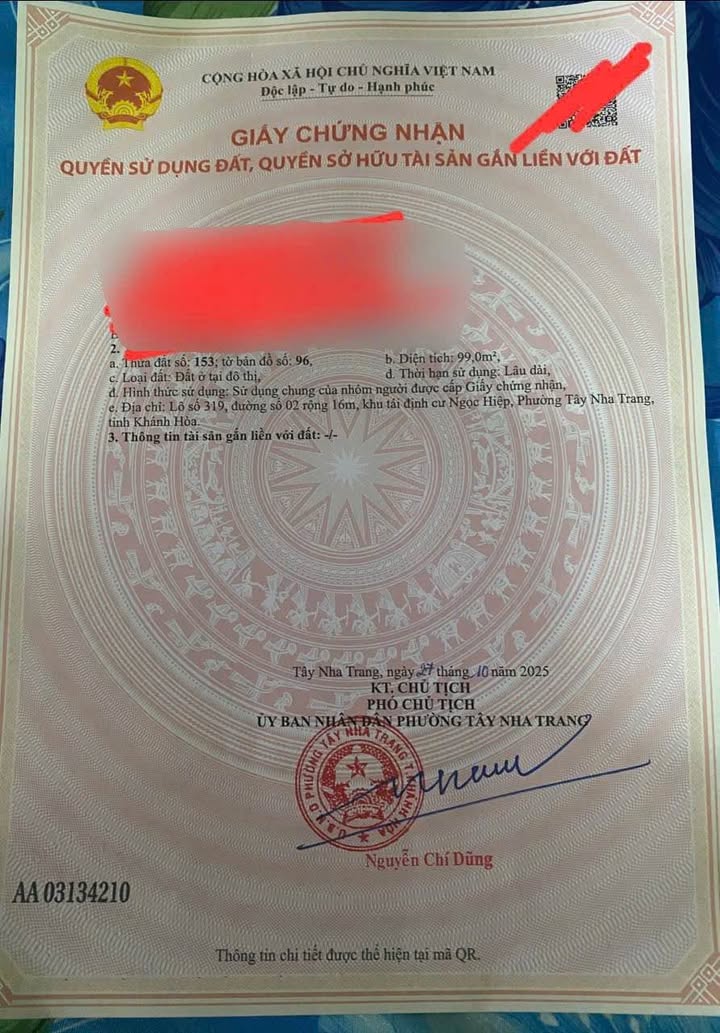 CỘNG HÒA XÃ HỘI CHỦ NGHĨA VIỆT NAM
Độc lập - Tự do - Hạnh phúc
GIẤY CHỨNG NHẬN
QUYỀN SỬ DỤNG ĐẤT, QUYỀN SỞ HỮU TÀI SẢN GẮN LIỀN VỚI ĐẤT
2.
a. Thửa đất số: 153; tờ bản đồ số: 96,
b. Diện tích: 99,0m²,
c. Loại đất: Đất ở tại đô thị,
d. Thời hạn sử dụng: Lâu dài,
đ. Hình thức sử dụng: Sử dụng chung của nhóm người được cấp Giấy chứng nhận,
e. Địa chỉ: Lô số 319, đường số 02 rộng 16m, khu tái định cư Ngọc Hiệp, Phường Tây Nha Trang,
tỉnh Khánh Hòa.
3. Thông tin tài sản gắn liền với đất: -/-
Tây Nha Trang, ngày 27 tháng 10 năm 2025
KT. CHỦ TỊCH
PHÓ CHỦ TỊCH
ỦY BAN NHÂN DÂN PHƯỜNG TÂY NHA TRANG
U.B.N.D PHƯỜNG TÂY NHA TRANG T. KHÁNH HÒA
Nguyễn Chí Dũng
AA 03134210
Thông tin chi tiết được thể hiện tại mã QR.